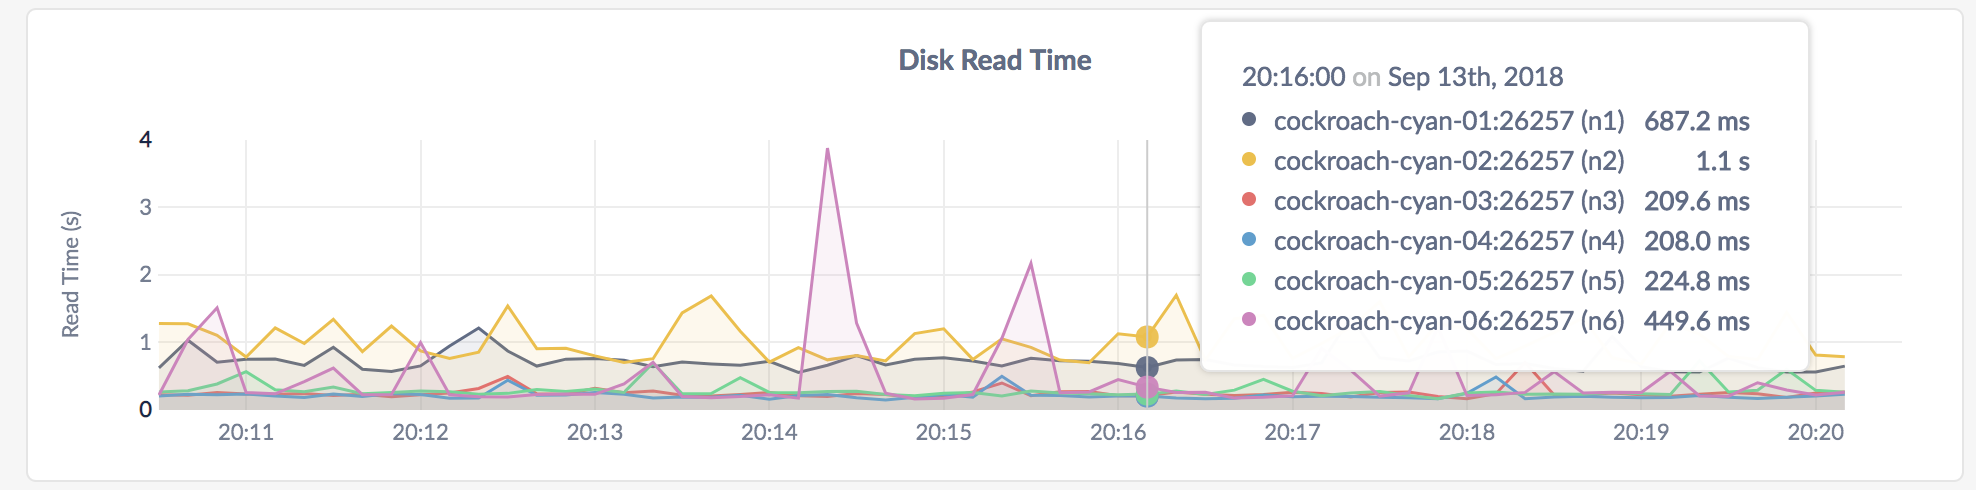 Disk Read Time
20:16:00 on Sep 13th, 2018
cockroach-cyan-01:26257 (n1) 687.2 ms
cockroach-cyan-02:26257 (n2) 1.1 s
cockroach-cyan-03:26257 (n3) 209.6 ms
cockroach-cyan-04:26257 (n4) 208.0 ms
cockroach-cyan-05:26257 (n5) 224.8 ms
cockroach-cyan-06:26257 (n6) 449.6 ms
Read Time (s)
4
3
2
1
0
20:11 20:12 20:13 20:14 20:15 20:16 20:17 20:18 20:19 20:20